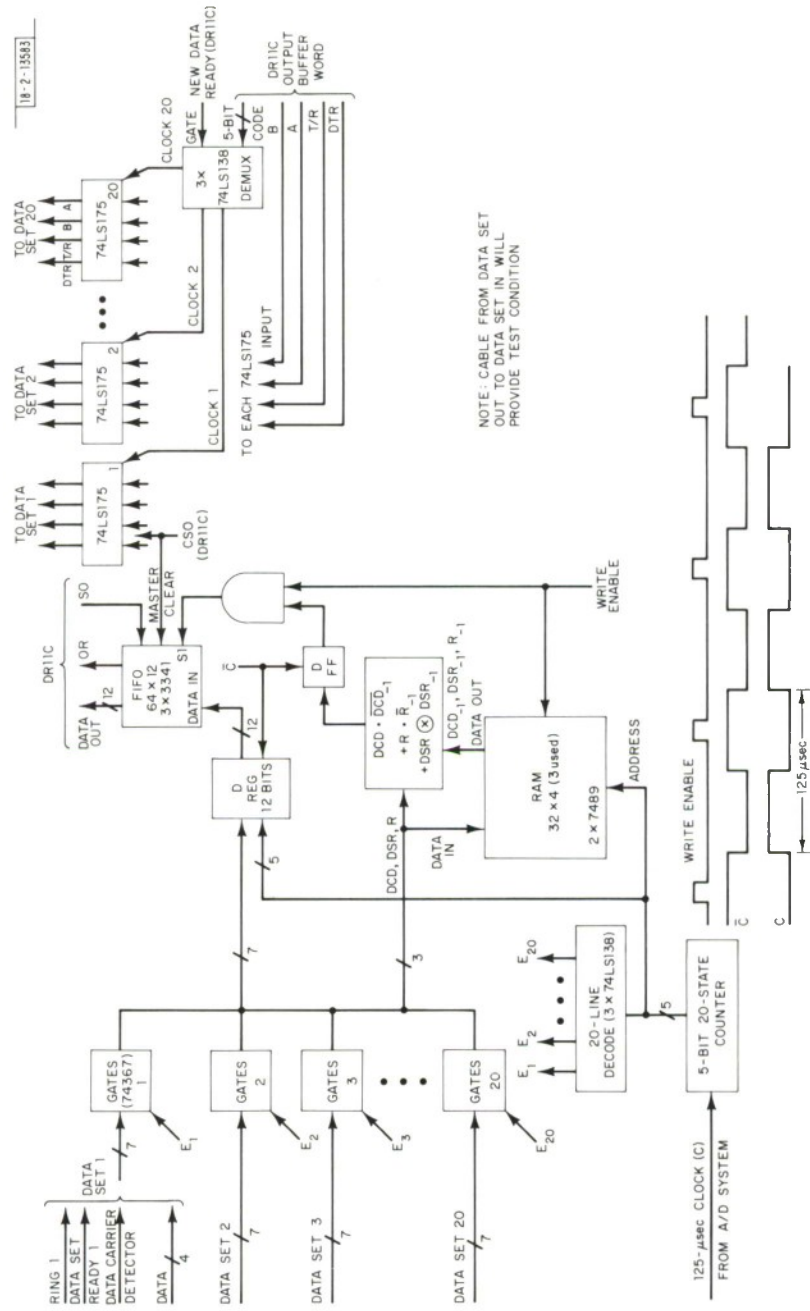 18-2-13583
RING 1
DATA SET
READY 1
DATA CARRIER
DETECTOR
DATA
4
DATA
SET 1
7
GATES
(74367)
1
E1
DATA SET 2
7
GATES
2
E2
DATA SET 3
7
GATES
3
E3
DATA SET 20
7
GATES
20
E20
7
5
3
D
REG
12 BITS
12
C̅
FIFO
64 × 12
3 × 3341
DATA IN
SI
DR11C
DATA
OUT
12
OR
SO
MASTER
CLEAR
CSO
(DR11C)
D
FF
DCD, DSR, R
DCD • D̅C̅D̅-1
+ R • R̅-1
+ DSR ⊗ DSR-1
DCD-1, DSR-1, R-1
DATA OUT
DATA
IN
RAM
32 × 4 (3 used)
2 × 7489
ADDRESS
WRITE
ENABLE
E1 E2 E20
20-LINE
DECODE (3 × 74LS138)
5
5-BIT 20-STATE
COUNTER
125-μsec CLOCK (C)
FROM A/D SYSTEM
TO DATA
SET 1
74LS175
1
TO DATA
SET 2
74LS175
2
TO DATA
SET 20
DTR T/R B A
74LS175
20
CLOCK 1
CLOCK 2
CLOCK 20
3×
74LS138
DEMUX
GATE
NEW DATA
READY (DR11C)
5-BIT
CODE
B
A
T/R
DTR
DR11C
OUTPUT
BUFFER
WORD
TO EACH 74LS175 INPUT
NOTE: CABLE FROM DATA SET
OUT TO DATA SET IN WILL
PROVIDE TEST CONDITION
WRITE ENABLE
C̅
C
125 μsec